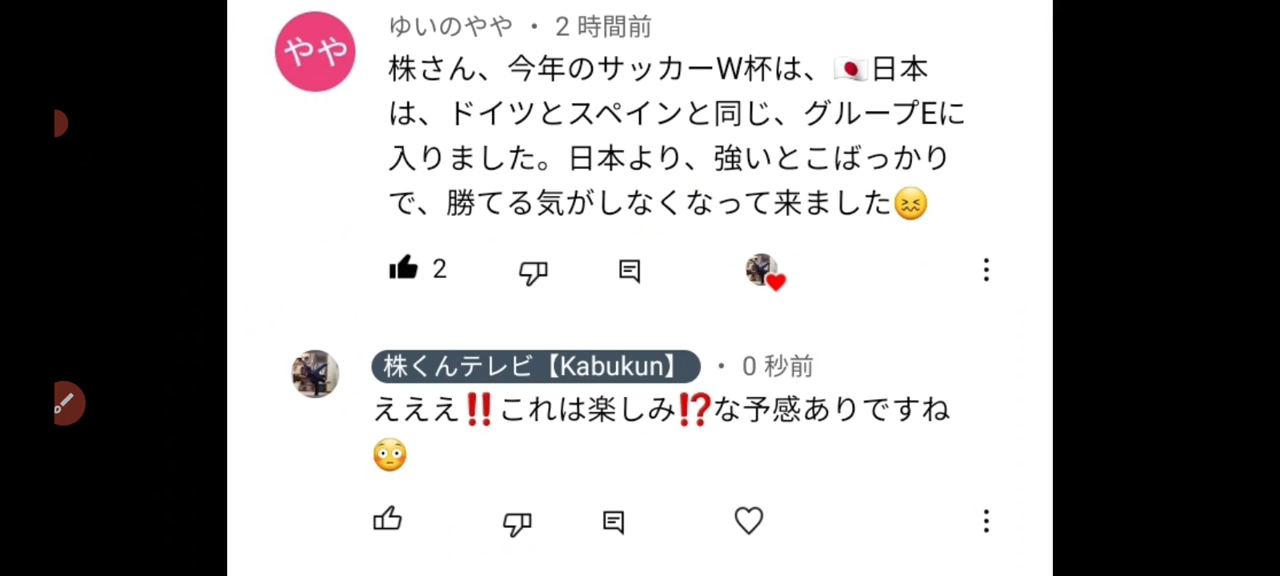 やや
ゆいのやや ・ 2 時間前
株さん、今年のサッカーW杯は、🇯🇵日本
は、ドイツとスペインと同じ、グループEに
入りました。日本より、強いとこばっかり
で、勝てる気がしなくなって来ました😖
2
株くんテレビ【Kabukun】 ・ 0 秒前
えええ‼️これは楽しみ⁉️な予感ありですね
😳